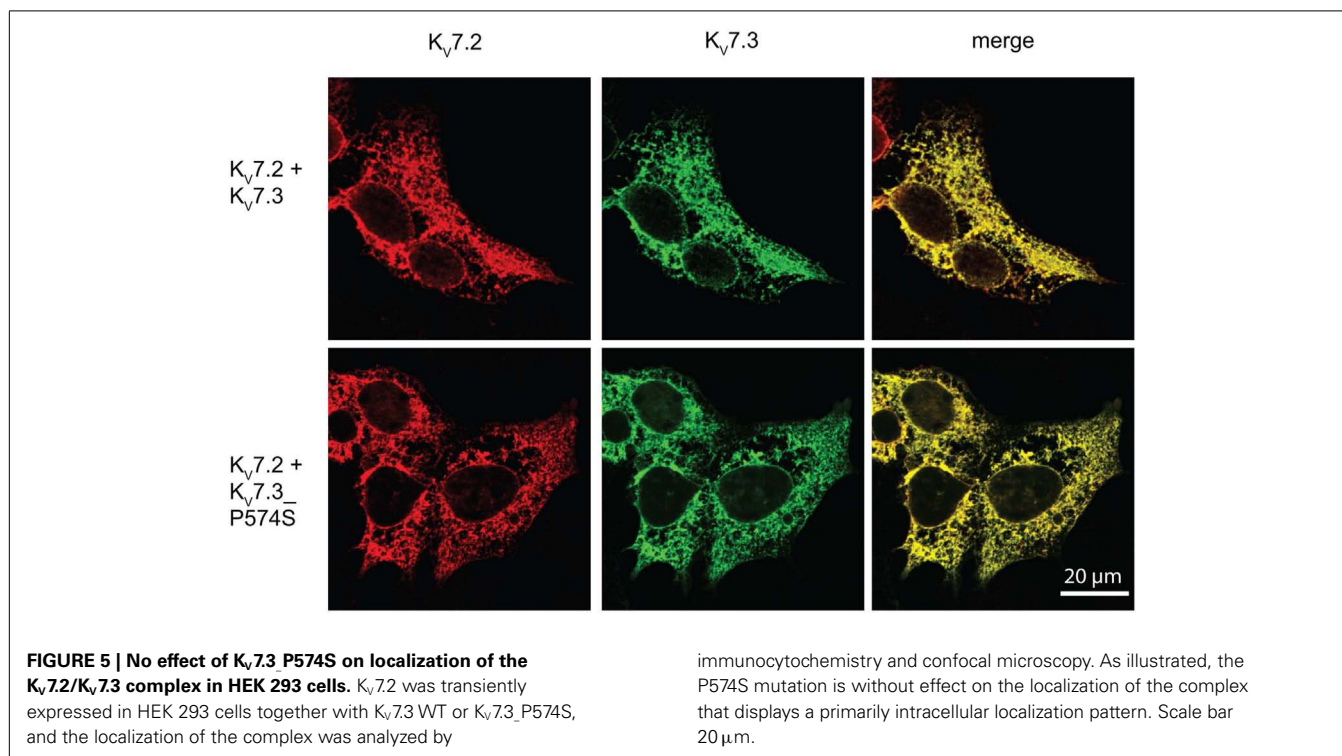 Kv7.2 Kv7.3 merge
Kv7.2 +
Kv7.3
Kv7.2 +
Kv7.3_
P574S
20 µm
FIGURE 5 | No effect of Kv7.3_P574S on localization of the
Kv7.2/Kv7.3 complex in HEK 293 cells. Kv7.2 was transiently
expressed in HEK 293 cells together with Kv7.3 WT or Kv7.3_P574S,
and the localization of the complex was analyzed by
immunocytochemistry and confocal microscopy. As illustrated, the
P574S mutation is without effect on the localization of the complex
that displays a primarily intracellular localization pattern. Scale bar
20 µm.